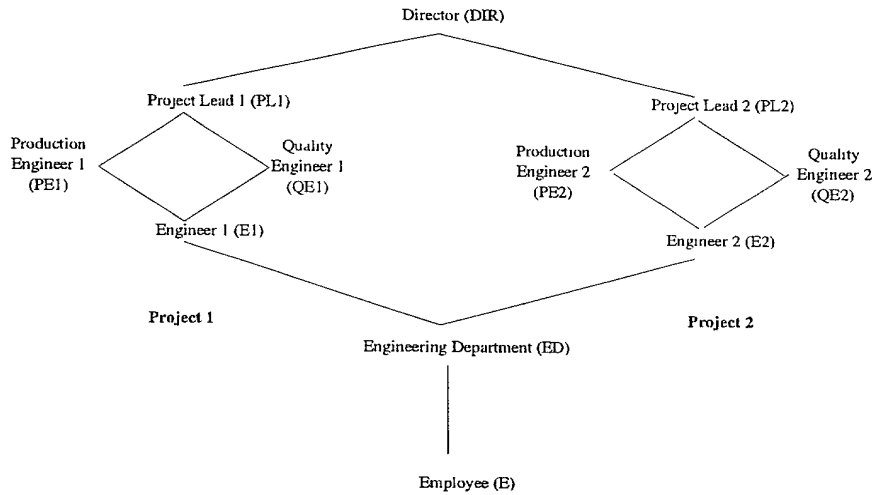 Director (DIR)
Project Lead 1 (PL1)
Project Lead 2 (PL2)
Production
Engineer 1
(PE1)
Quality
Engineer 1
(QE1)
Production
Engineer 2
(PE2)
Quality
Engineer 2
(QE2)
Engineer 1 (E1)
Engineer 2 (E2)
Project 1
Project 2
Engineering Department (ED)
Employee (E)